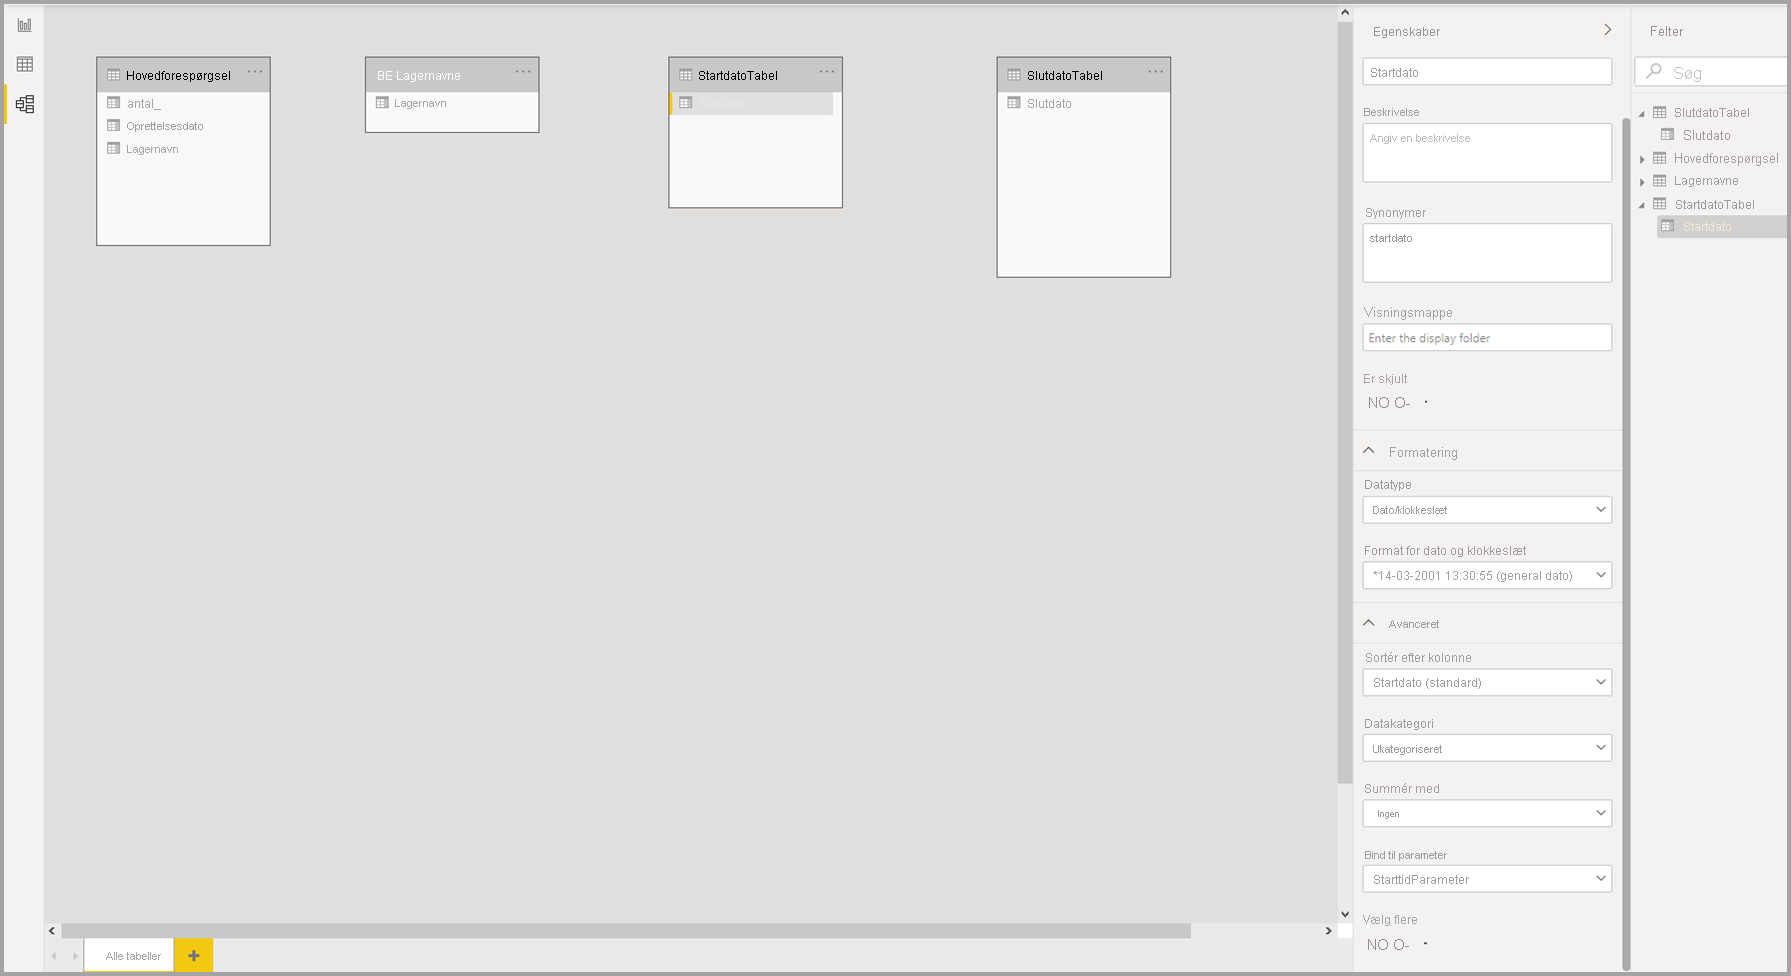 Hovedforespørgsel
antal_
Oprettelsesdato
Lagernavn
BE Lagernavne
Lagernavn
StartdatoTabel
SlutdatoTabel
Slutdato
Alle tabeller
Egenskaber
Startdato
Beskrivelse
Angiv en beskrivelse
Synonymer
startdato
Visningsmappe
Enter the display folder
Er skjult
NO O-
Formatering
Datatype
Dato/klokkeslæt
Format for dato og klokkeslæt
*14-03-2001 13:30:55 (general dato)
Avanceret
Sortér efter kolonne
Startdato (standard)
Datakategori
Ukategoriseret
Summér med
Ingen
Bind til parameter
StarttidParameter
Vælg flere
NO O-
Felter
Søg
SlutdatoTabel
Slutdato
Hovedforespørgsel
Lagernavne
StartdatoTabel
Startdato